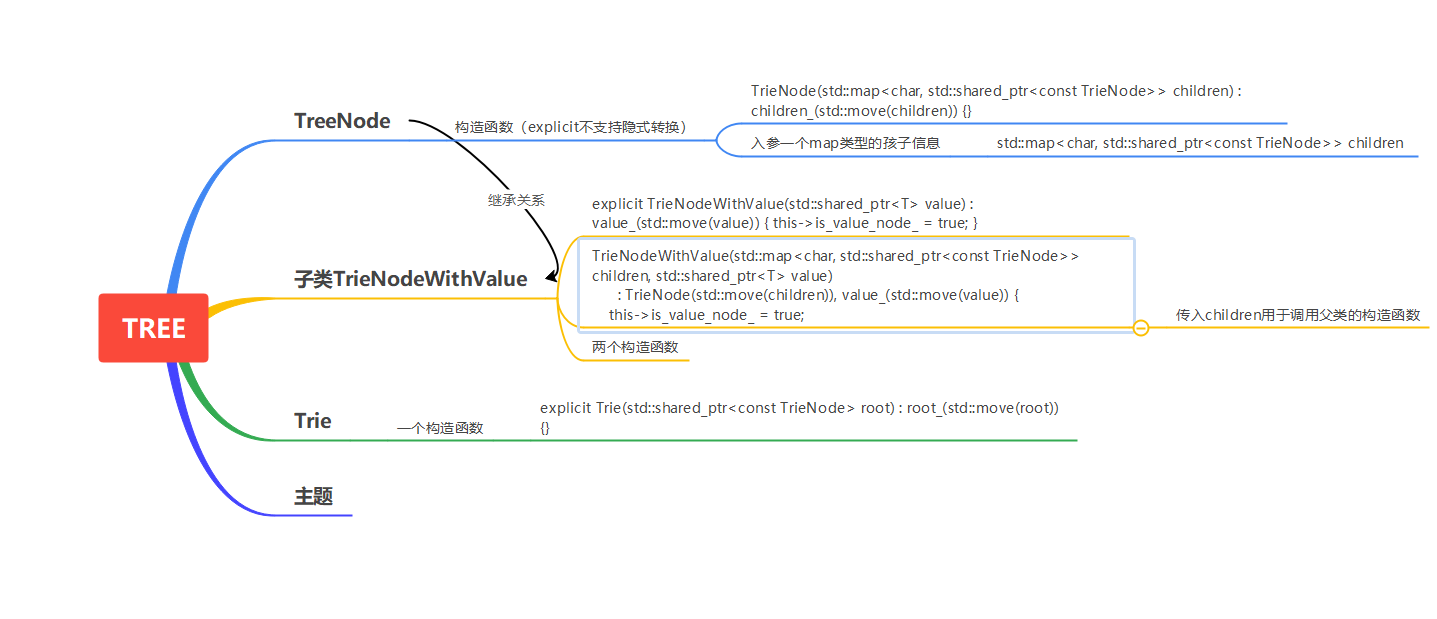 TREE
TreeNode
构造函数（explicit不支持隐式转换）
TrieNode(std::map<char, std::shared_ptr<const TrieNode>> children) :
children_(std::move(children)) {}
入参一个map类型的孩子信息
std::map<char, std::shared_ptr<const TrieNode>> children
继承关系
子类TrieNodeWithValue
explicit TrieNodeWithValue(std::shared_ptr<T> value) :
value_(std::move(value)) { this->is_value_node_ = true; }
TrieNodeWithValue(std::map<char, std::shared_ptr<const TrieNode>>
children, std::shared_ptr<T> value)
: TrieNode(std::move(children)), value_(std::move(value)) {
this->is_value_node_ = true;
传入children用于调用父类的构造函数
两个构造函数
Trie
一个构造函数
explicit Trie(std::shared_ptr<const TrieNode> root) : root_(std::move(root))
{}
主题